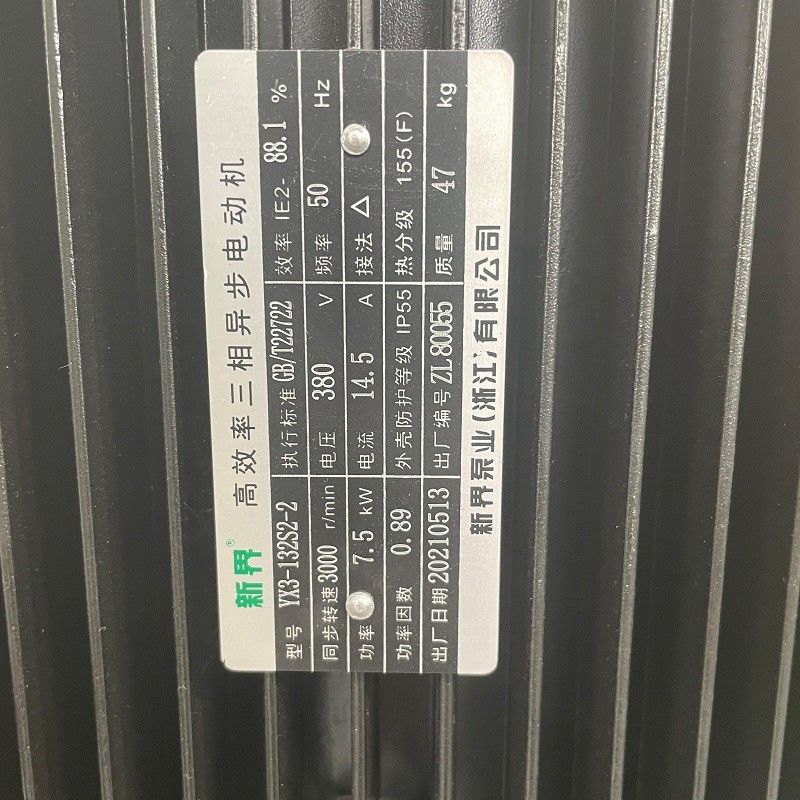 新界® 高效率三相异步电动机
型号 YX3-132S2-2 执行标准 GB/T22722 效率 IE2- 88.1 %
同步转速 3000 r/min 电压 380 V 频率 50 Hz
功率 7.5 kW 电流 14.5 A 接法 △
功率因数 0.89 外壳防护等级 IP55 热分级 155(F)
出厂日期 20210513 出厂编号 ZL80055 质量 47 kg
新界泵业(浙江)有限公司